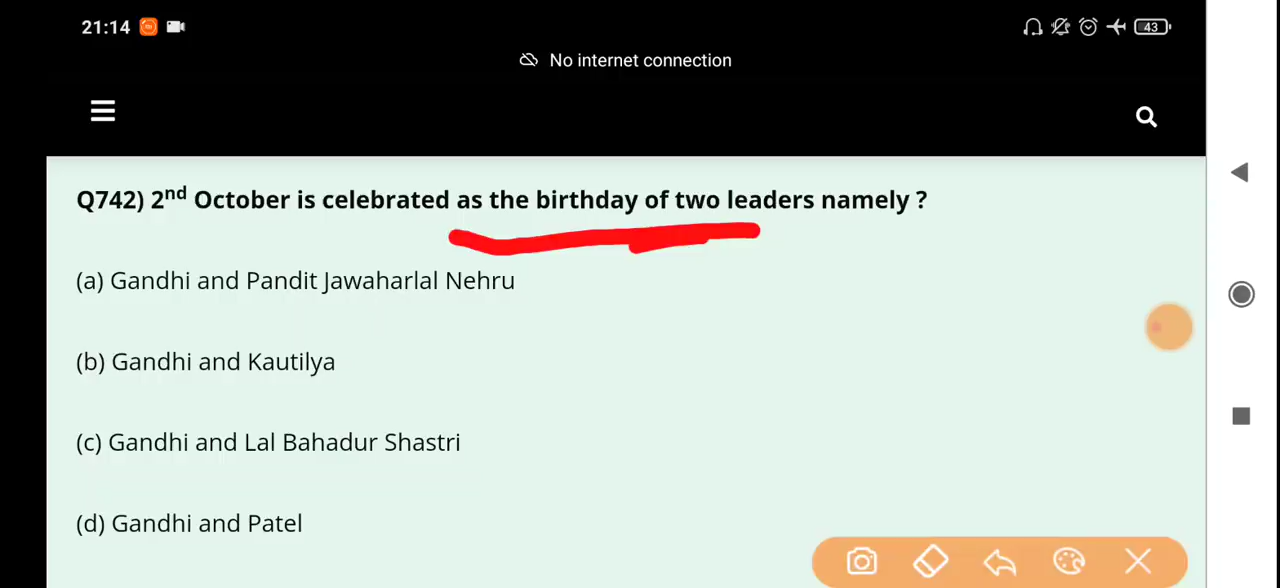 21:14
43
No internet connection
Q742) 2nd October is celebrated as the birthday of two leaders namely ?
(a) Gandhi and Pandit Jawaharlal Nehru
(b) Gandhi and Kautilya
(c) Gandhi and Lal Bahadur Shastri
(d) Gandhi and Patel